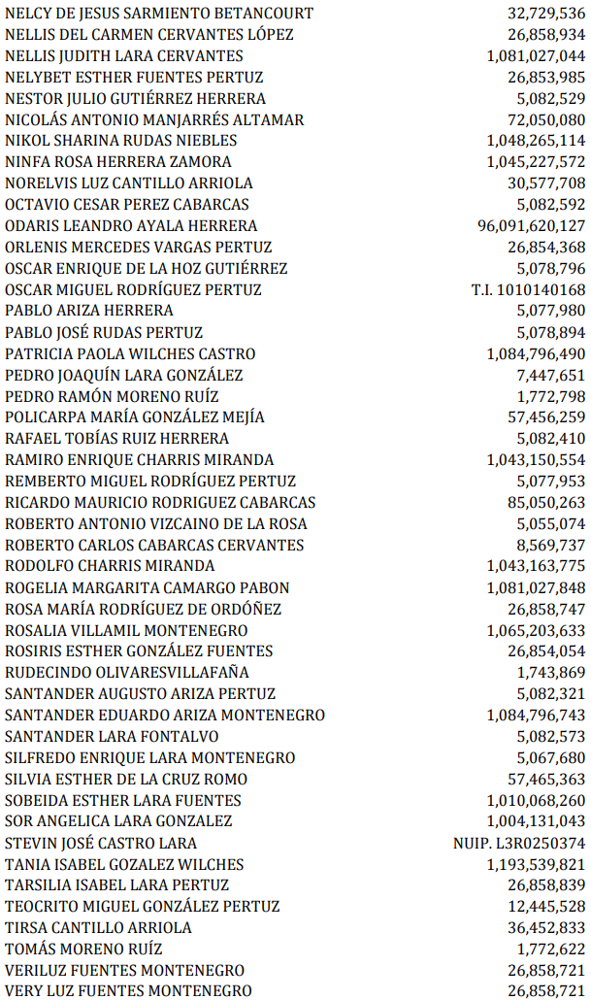 NELCY DE JESUS SARMIENTO BETANCOURT 32,729,536
NELLIS DEL CARMEN CERVANTES LÓPEZ 26,858,934
NELLIS JUDITH LARA CERVANTES 1,081,027,044
NELYBET ESTHER FUENTES PERTUZ 26,853,985
NESTOR JULIO GUTIÉRREZ HERRERA 5,082,529
NICOLÁS ANTONIO MANJARRÉS ALTAMAR 72,050,080
NIKOL SHARINA RUDAS NIEBLES 1,048,265,114
NINFA ROSA HERRERA ZAMORA 1,045,227,572
NORELVIS LUZ CANTILLO ARRIOLA 30,577,708
OCTAVIO CESAR PEREZ CABARCAS 5,082,592
ODARIS LEANDRO AYALA HERRERA 96,091,620,127
ORLENIS MERCEDES VARGAS PERTUZ 26,854,368
OSCAR ENRIQUE DE LA HOZ GUTIÉRREZ 5,078,796
OSCAR MIGUEL RODRÍGUEZ PERTUZ T.I. 1010140168
PABLO ARIZA HERRERA 5,077,980
PABLO JOSÉ RUDAS PERTUZ 5,078,894
PATRICIA PAOLA WILCHES CASTRO 1,084,796,490
PEDRO JOAQUÍN LARA GONZÁLEZ 7,447,651
PEDRO RAMÓN MORENO RUÍZ 1,772,798
POLICARPA MARÍA GONZÁLEZ MEJÍA 57,456,259
RAFAEL TOBÍAS RUIZ HERRERA 5,082,410
RAMIRO ENRIQUE CHARRIS MIRANDA 1,043,150,554
REMBERTO MIGUEL RODRÍGUEZ PERTUZ 5,077,953
RICARDO MAURICIO RODRIGUEZ CABARCAS 85,050,263
ROBERTO ANTONIO VIZCAINO DE LA ROSA 5,055,074
ROBERTO CARLOS CABARCAS CERVANTES 8,569,737
RODOLFO CHARRIS MIRANDA 1,043,163,775
ROGELIA MARGARITA CAMARGO PABON 1,081,027,848
ROSA MARÍA RODRÍGUEZ DE ORDÓÑEZ 26,858,747
ROSALIA VILLAMIL MONTENEGRO 1,065,203,633
ROSIRIS ESTHER GONZÁLEZ FUENTES 26,854,054
RUDECINDO OLIVARESVILLAFAÑA 1,743,869
SANTANDER AUGUSTO ARIZA PERTUZ 5,082,321
SANTANDER EDUARDO ARIZA MONTENEGRO 1,084,796,743
SANTANDER LARA FONTALVO 5,082,573
SILFREDO ENRIQUE LARA MONTENEGRO 5,067,680
SILVIA ESTHER DE LA CRUZ ROMO 57,465,363
SOBEIDA ESTHER LARA FUENTES 1,010,068,260
SOR ANGELICA LARA GONZALEZ 1,004,131,043
STEVIN JOSÉ CASTRO LARA NUIP. L3R0250374
TANIA ISABEL GOZALEZ WILCHES 1,193,539,821
TARSILIA ISABEL LARA PERTUZ 26,858,839
TEOCRITO MIGUEL GONZÁLEZ PERTUZ 12,445,528
TIRSA CANTILLO ARRIOLA 36,452,833
TOMÁS MORENO RUÍZ 1,772,622
VERILUZ FUENTES MONTENEGRO 26,858,721
VERY LUZ FUENTES MONTENEGRO 26,858,721